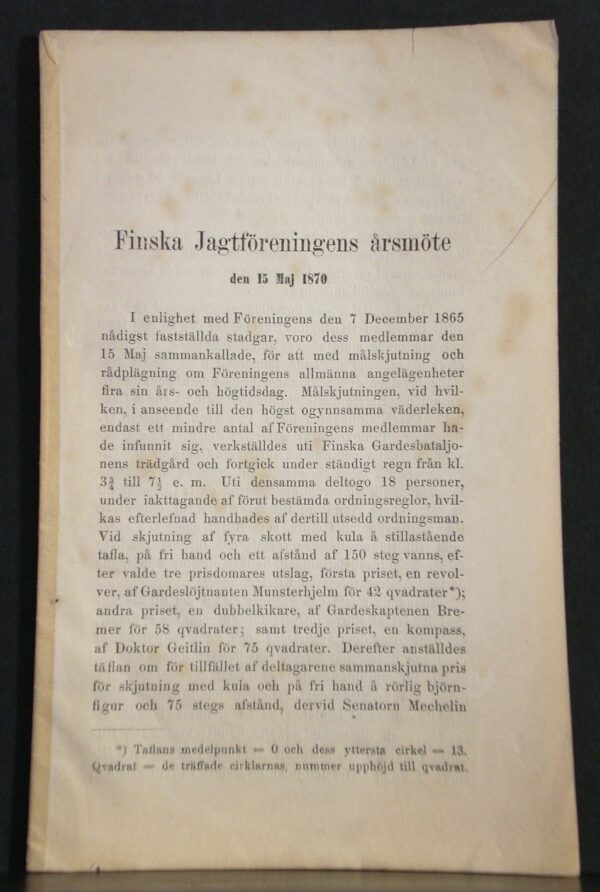 Finska Jagtföreningens årsmöte
den 15 Maj 1870
I enlighet med Föreningens den 7 December 1865
nådigst fastställda stadgar, voro dess medlemmar den
15 Maj sammankallade, för att med målskjutning och
rådplägning om Föreningens allmänna angelägenheter
fira sin års- och högtidsdag. Målskjutningen, vid hvil-
ken, i anseende till den högst ogynnsamma väderleken,
endast ett mindre antal af Föreningens medlemmar ha-
de infunnit sig, verkställdes uti Finska Gardesbataljo-
nens trädgård och fortgick under ständigt regn från kl.
3¾ till 7½ e. m. Uti densamma deltogo 18 personer,
under iakttagande af förut bestämda ordningsreglor, hvil-
kas efterlefnad handhades af dertill utsedd ordningsman.
Vid skjutning af fyra skott med kula å stillastående
tafla, på fri hand och ett afstånd af 150 steg vanns, ef-
ter valde tre prisdomares utslag, första priset, en revol-
ver, af Gardeslöjtnanten Munsterhjelm för 42 qvadrater*);
andra priset, en dubbelkikare, af Gardeskaptenen Bre-
mer för 58 qvadrater; samt tredje priset, en kompass,
af Doktor Geitlin för 75 qvadrater. Derefter anställdes
täflan om för tillfället af deltagarene sammanskjutna pris
för skjutning med kula och på fri hand å rörlig björn-
figur och 75 stegs afstånd, dervid Senatorn Mechelin
*) Taflans medelpunkt = 0 och dess yttersta cirkel = 13.
Qvadrat = de träffade cirklarnas, nummer upphöjd till qvadrat.